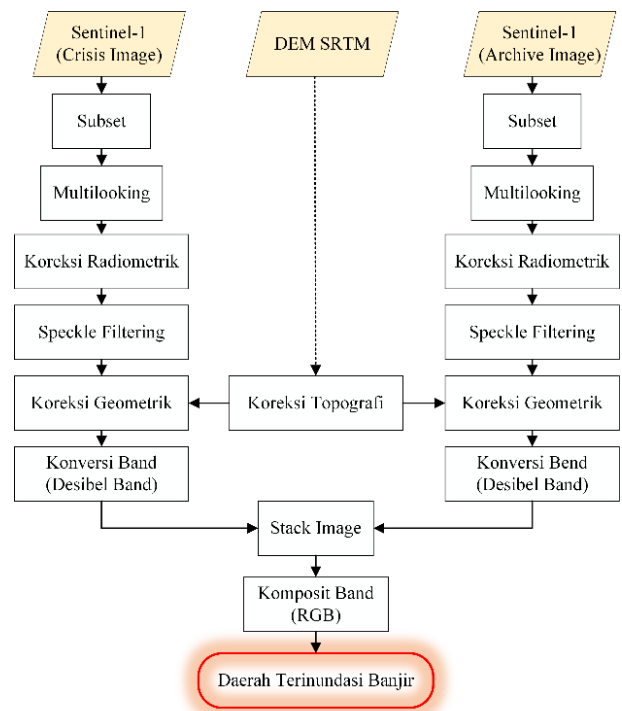 Sentinel-1
(Crisis Image)
DEM SRTM
Sentinel-1
(Archive Image)
Subset
Subset
Multilooking
Multilooking
Koreksi Radiometrik
Koreksi Radiometrik
Speckle Filtering
Speckle Filtering
Koreksi Geometrik
Koreksi Topografi
Koreksi Geometrik
Konversi Band
(Desibel Band)
Konversi Bend
(Desibel Band)
Stack Image
Komposit Band
(RGB)
Daerah Terinundasi Banjir